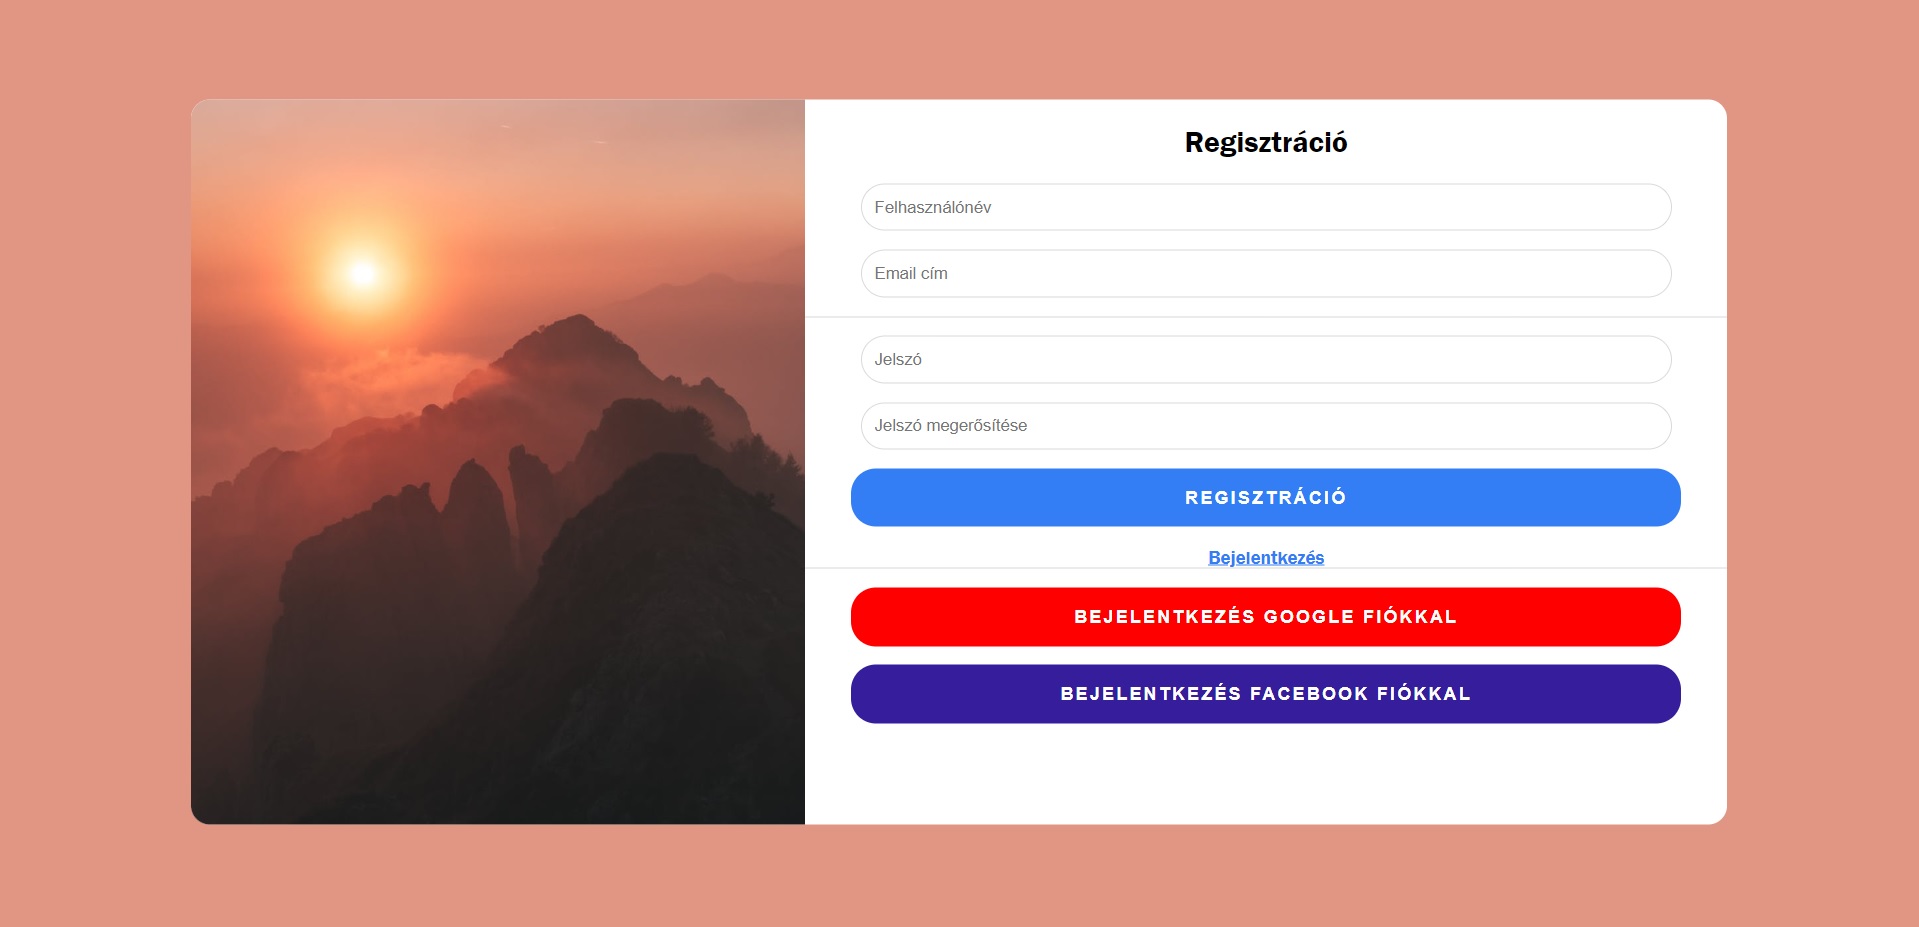 Regisztráció
Felhasználónév
Email cím
Jelszó
Jelszó megerősítése
REGISZTRÁCIÓ
Bejelentkezés
BEJELENTKEZÉS GOOGLE FIÓKKAL
BEJELENTKEZÉS FACEBOOK FIÓKKAL